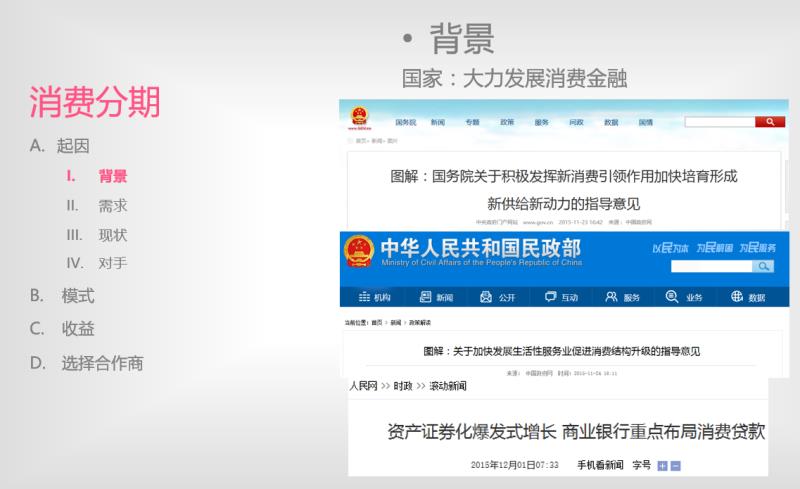 消费分期
A. 起因
I. 背景
II. 需求
III. 现状
IV. 对手
B. 模式
C. 收益
D. 选择合作商
• 背景
国家：大力发展消费金融
国务院 新闻 专题 政策 服务 问政 数据 国情
首页> 新闻> 图片
图解：国务院关于积极发挥新消费引领作用加快培育形成
新供给新动力的指导意见
中央政府门户网站 www.gov.cn 2015-11-23 16:42 来源：中国政府网
中华人民共和国民政部
Ministry of Civil Affairs of the People's Republic of China
以民为本 为民解困 为民服务
机构 新闻 公开 互动 服务 业务 数据
当前位置：首页 > 新闻 > 政策解读
图解：关于加快发展生活性服务业促进消费结构升级的指导意见
来源：中国政府网 时间：2015-11-24 16:11
人民网 >> 时政 >> 滚动新闻
资产证券化爆发式增长 商业银行重点布局消费贷款
2015年12月01日07:33 手机看新闻 字号